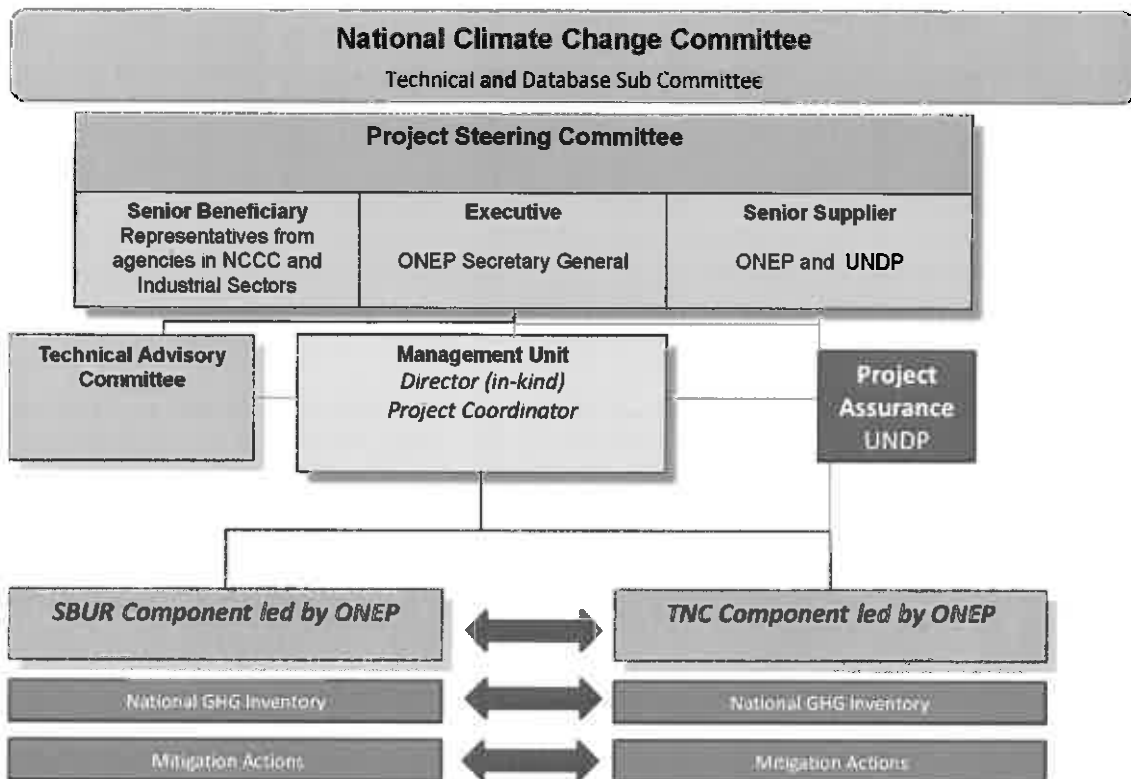 National Climate Change Committee
Technical and Database Sub Committee
Project Steering Committee
Senior Beneficiary
Representatives from
agencies in NCCC and
Industrial Sectors
Executive
ONEP Secretary General
Senior Supplier
ONEP and UNDP
Technical Advisory
Committee
Management Unit
Director (in-kind)
Project Coordinator
Project
Assurance
UNDP
SBUR Component led by ONEP
TNC Component led by ONEP
National GHG Inventory
National GHG Inventory
Mitigation Actions
Mitigation Actions